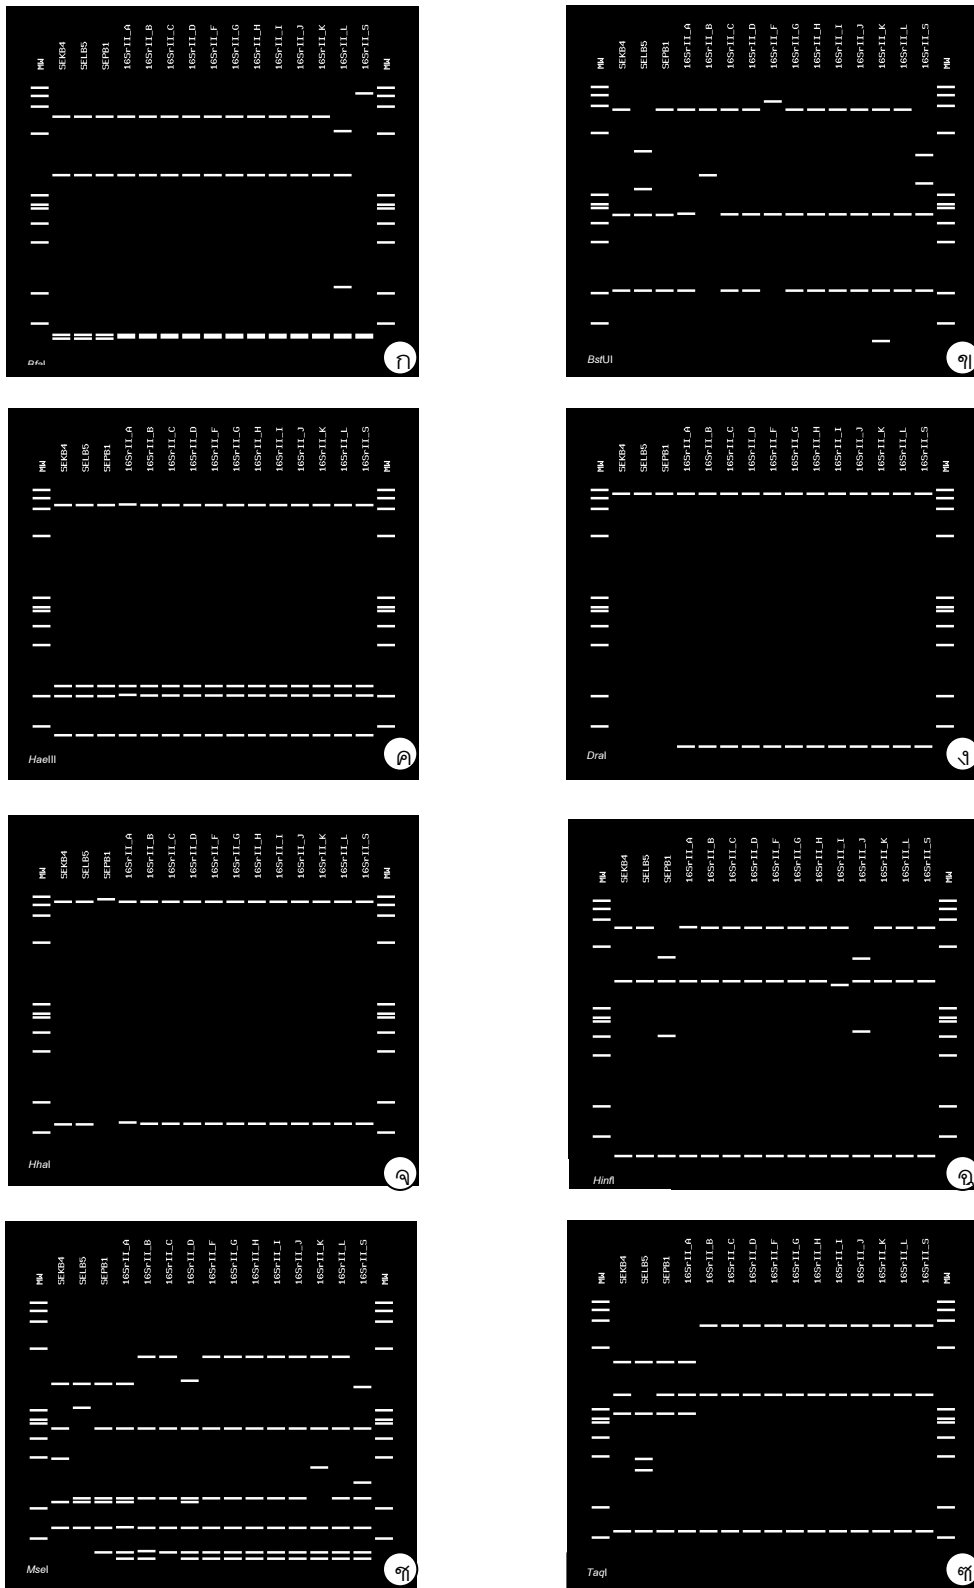 MW SEKB4 SELB5 SEPB1 16SrII_A 16SrII_B 16SrII_C 16SrII_D 16SrII_F 16SrII_G 16SrII_H 16SrII_I 16SrII_J 16SrII_K 16SrII_L 16SrII_S MW
BfaI
ก
MW SEKB4 SELB5 SEPB1 16SrII_A 16SrII_B 16SrII_C 16SrII_D 16SrII_F 16SrII_G 16SrII_H 16SrII_I 16SrII_J 16SrII_K 16SrII_L 16SrII_S MW
BstUI
ข
MW SEKB4 SELB5 SEPB1 16SrII_A 16SrII_B 16SrII_C 16SrII_D 16SrII_F 16SrII_G 16SrII_H 16SrII_I 16SrII_J 16SrII_K 16SrII_L 16SrII_S MW
HaeIII
ค
MW SEKB4 SELB5 SEPB1 16SrII_A 16SrII_B 16SrII_C 16SrII_D 16SrII_F 16SrII_G 16SrII_H 16SrII_I 16SrII_J 16SrII_K 16SrII_L 16SrII_S MW
DraI
ง
MW SEKB4 SELB5 SEPB1 16SrII_A 16SrII_B 16SrII_C 16SrII_D 16SrII_F 16SrII_G 16SrII_H 16SrII_I 16SrII_J 16SrII_K 16SrII_L 16SrII_S MW
HhaI
จ
MW SEKB4 SELB5 SEPB1 16SrII_A 16SrII_B 16SrII_C 16SrII_D 16SrII_F 16SrII_G 16SrII_H 16SrII_I 16SrII_J 16SrII_K 16SrII_L 16SrII_S MW
HinfI
ฉ
MW SEKB4 SELB5 SEPB1 16SrII_A 16SrII_B 16SrII_C 16SrII_D 16SrII_F 16SrII_G 16SrII_H 16SrII_I 16SrII_J 16SrII_K 16SrII_L 16SrII_S MW
MseI
ช
MW SEKB4 SELB5 SEPB1 16SrII_A 16SrII_B 16SrII_C 16SrII_D 16SrII_F 16SrII_G 16SrII_H 16SrII_I 16SrII_J 16SrII_K 16SrII_L 16SrII_S MW
TaqI
ซ